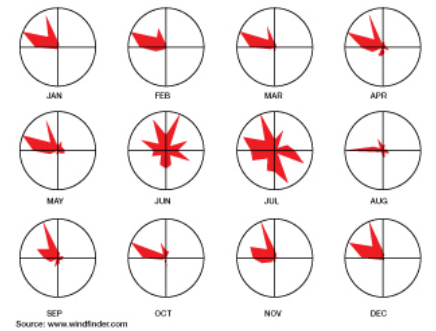 JAN FEB MAR APR
MAY JUN JUL AUG
SEP OCT NOV DEC
Source: www.windfinder.com